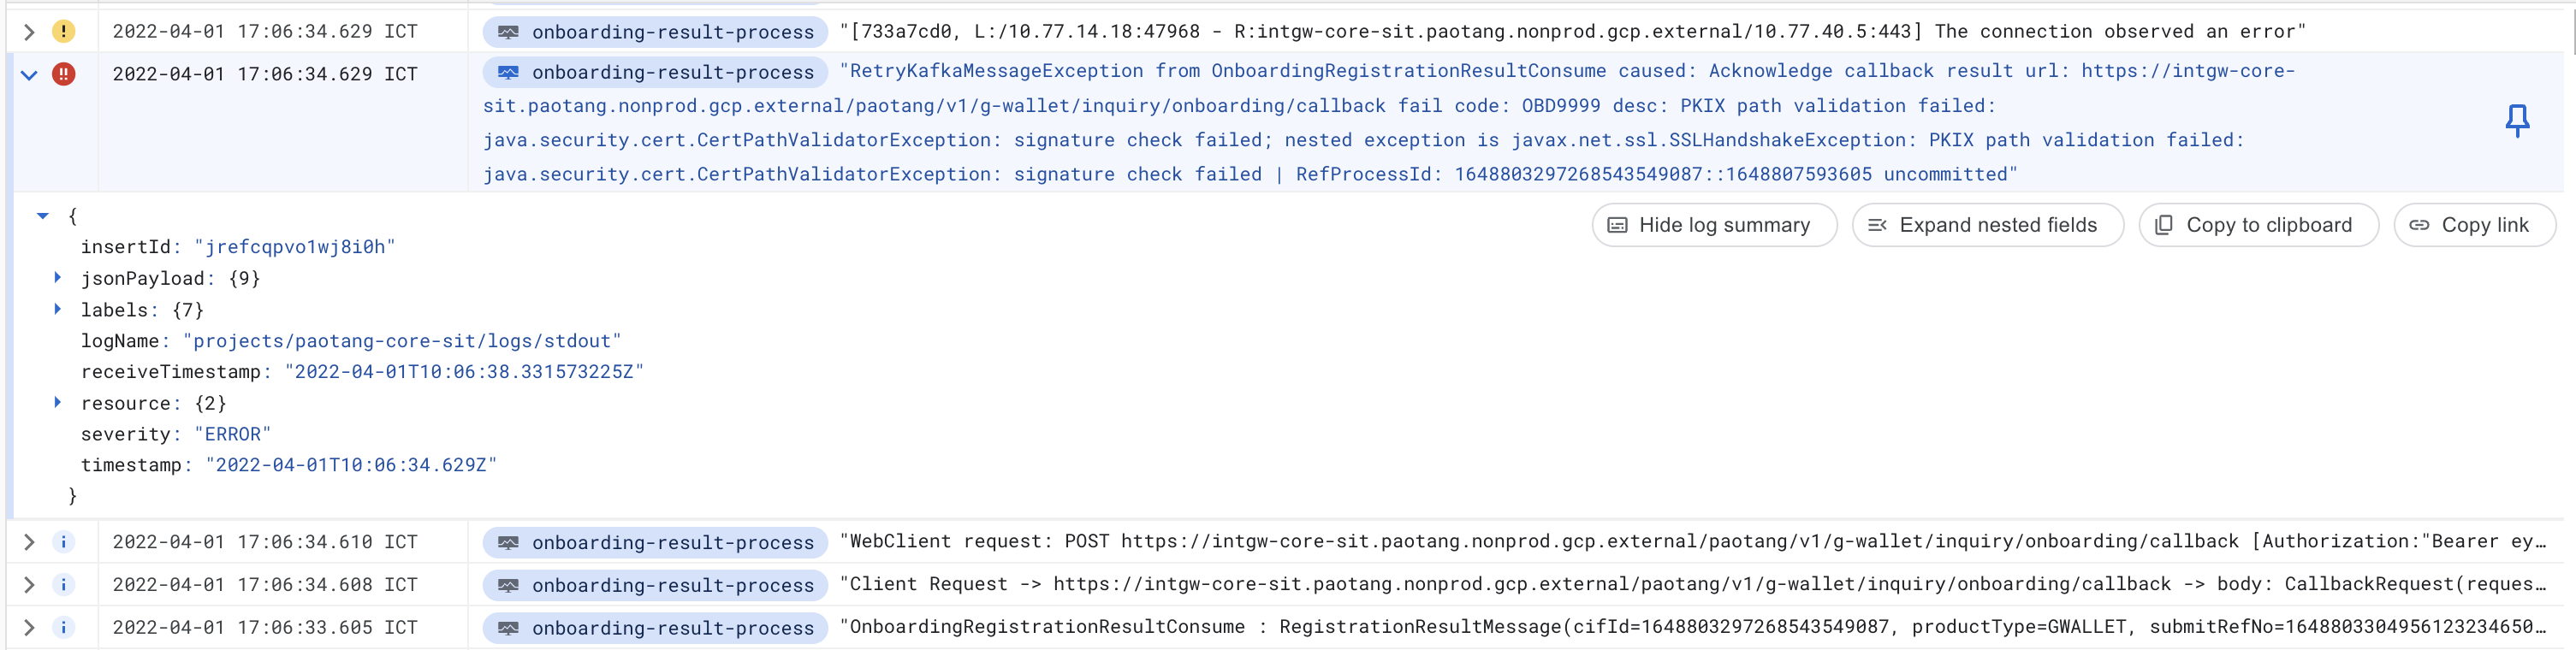 2022-04-01 17:06:34.629 ICT onboarding-result-process "[733a7cd0, L:/10.77.14.18:47968 - R:intgw-core-sit.paotang.nonprod.gcp.external/10.77.40.5:443] The connection observed an error"
2022-04-01 17:06:34.629 ICT onboarding-result-process "RetryKafkaMessageException from OnboardingRegistrationResultConsume caused: Acknowledge callback result url: https://intgw-core-
sit.paotang.nonprod.gcp.external/paotang/v1/g-wallet/inquiry/onboarding/callback fail code: OBD9999 desc: PKIX path validation failed:
java.security.cert.CertPathValidatorException: signature check failed; nested exception is javax.net.ssl.SSLHandshakeException: PKIX path validation failed:
java.security.cert.CertPathValidatorException: signature check failed | RefProcessId: 1648803297268543549087::1648807593605 uncommitted"
{
Hide log summary Expand nested fields Copy to clipboard Copy link
insertId: "jrefcqpvo1wj8i0h"
jsonPayload: {9}
labels: {7}
logName: "projects/paotang-core-sit/logs/stdout"
receiveTimestamp: "2022-04-01T10:06:38.331573225Z"
resource: {2}
severity: "ERROR"
timestamp: "2022-04-01T10:06:34.629Z"
}
2022-04-01 17:06:34.610 ICT onboarding-result-process "WebClient request: POST https://intgw-core-sit.paotang.nonprod.gcp.external/paotang/v1/g-wallet/inquiry/onboarding/callback [Authorization:"Bearer ey…
2022-04-01 17:06:34.608 ICT onboarding-result-process "Client Request -> https://intgw-core-sit.paotang.nonprod.gcp.external/paotang/v1/g-wallet/inquiry/onboarding/callback -> body: CallbackRequest(reques…
2022-04-01 17:06:33.605 ICT onboarding-result-process "OnboardingRegistrationResultConsume : RegistrationResultMessage(cifId=1648803297268543549087, productType=GWALLET, submitRefNo=1648803304956123234650…